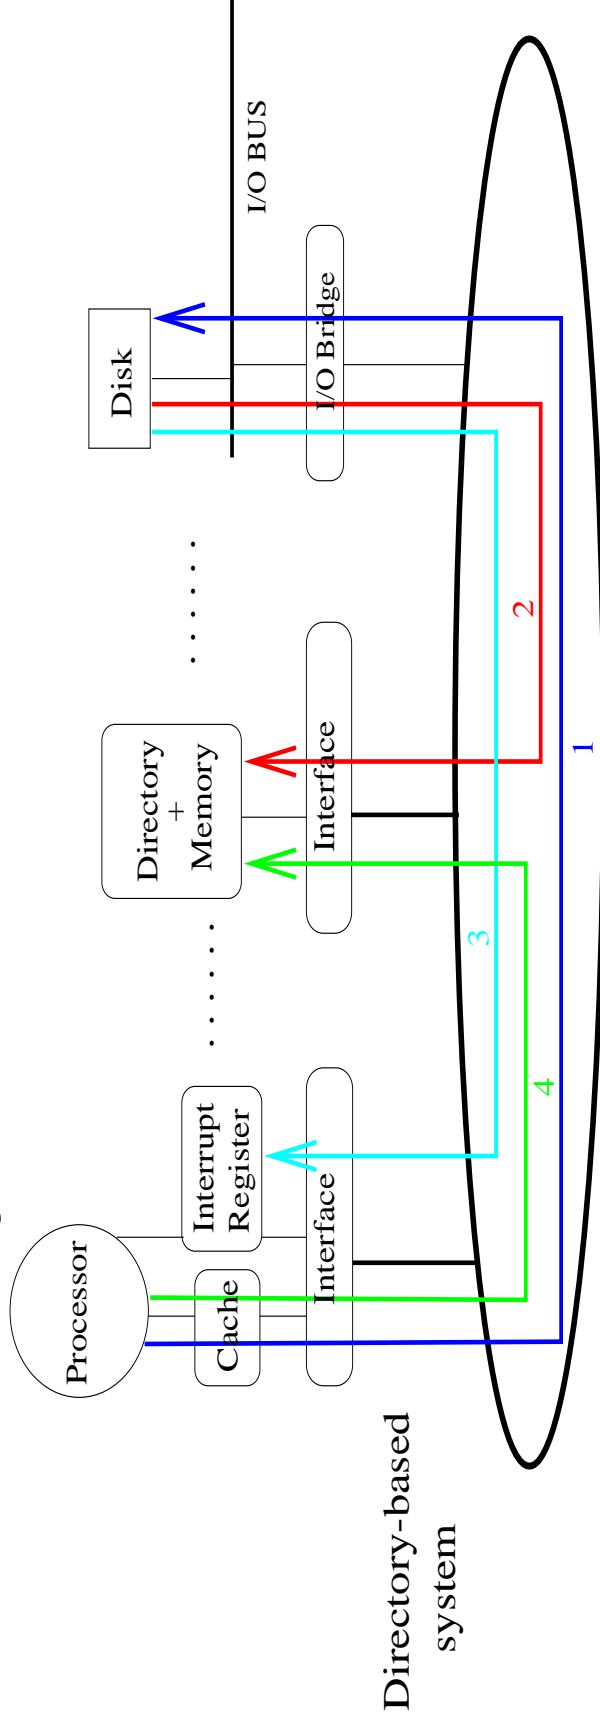 Processor
Cache
Interrupt
Register
Interface
Directory
+
Memory
Interface
Disk
I/O BUS
I/O Bridge
1
2
3
4
Directory-based
system